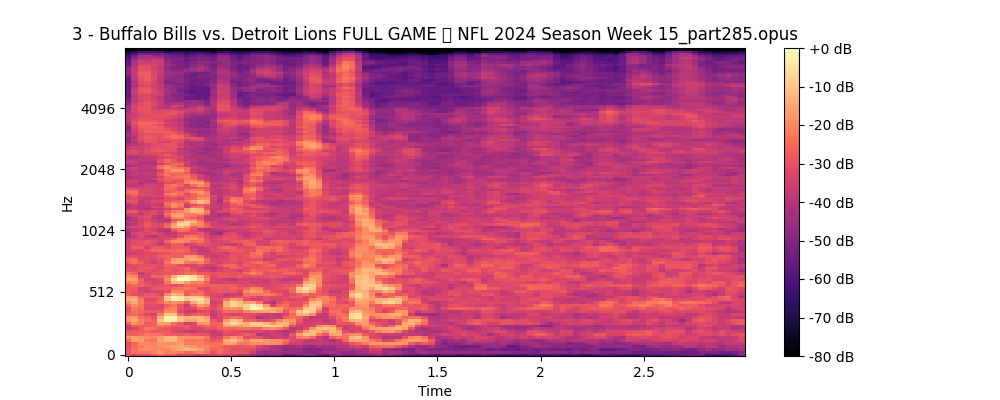 3 - Buffalo Bills vs. Detroit Lions FULL GAME ▯ NFL 2024 Season Week 15_part285.opus
+0 dB
-10 dB
-20 dB
-30 dB
-40 dB
-50 dB
-60 dB
-70 dB
-80 dB
4096
2048
1024
512
0
Hz
0
0.5
1
1.5
2
2.5
Time